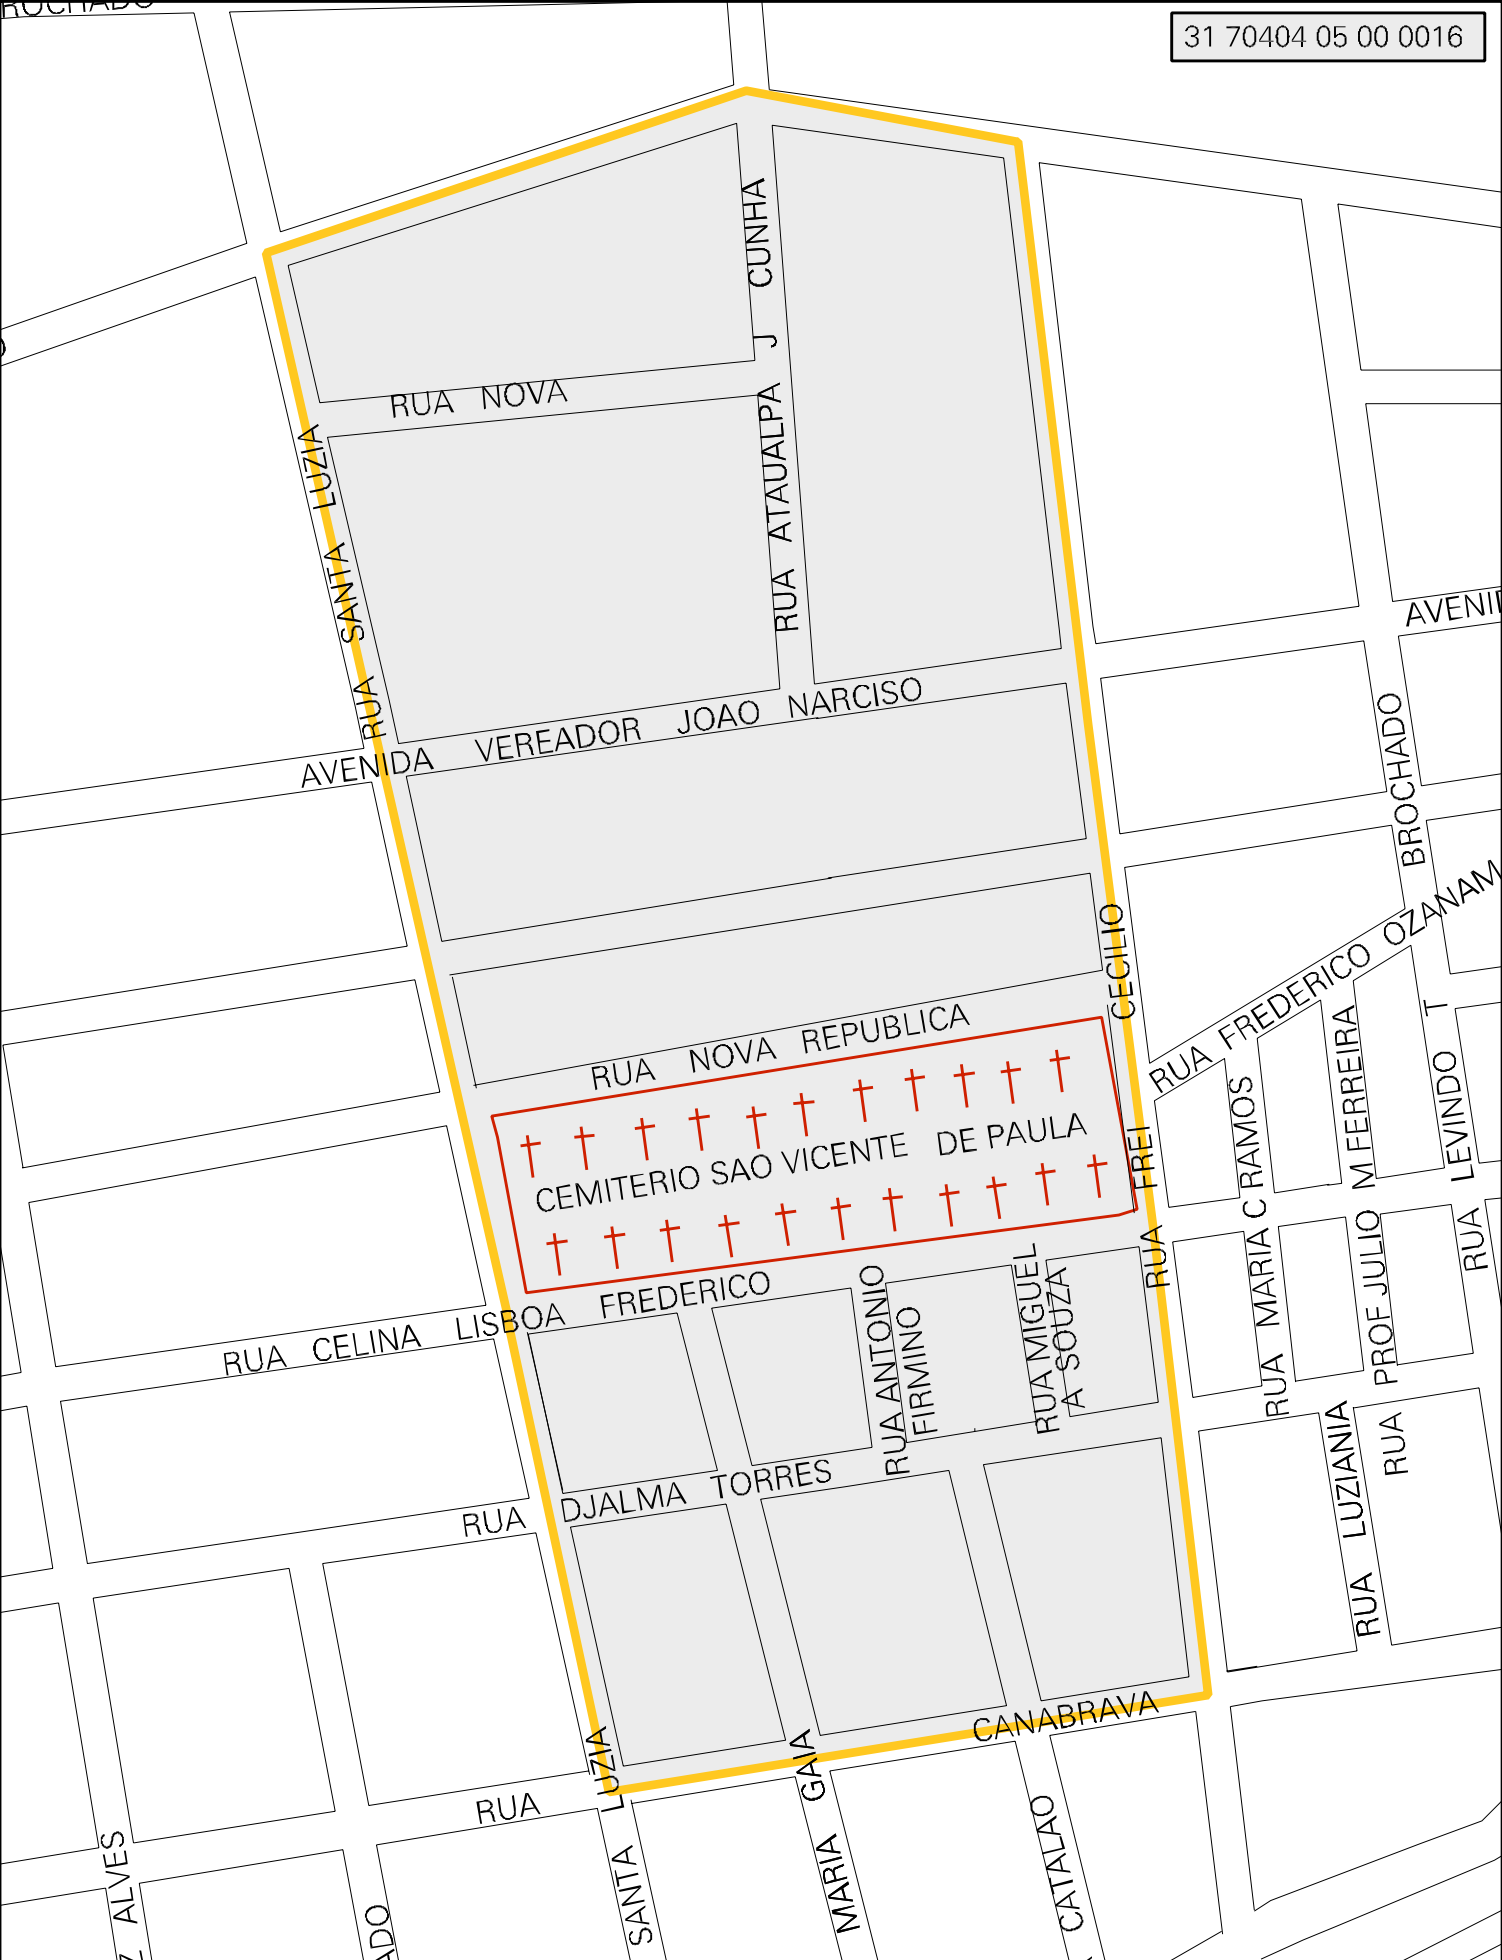 31 70404 05 00 0016
RUA NOVA
RUA ATAUALPA J CUNHA
RUA SANTA LUZIA
AVENIDA VEREADOR JOAO NARCISO
BROCHADO
RUA FREDERICO OZANAM
RUA FREI CECILIO
RUA NOVA REPUBLICA
CEMITERIO SAO VICENTE DE PAULA
RUA CELINA LISBOA FREDERICO
RUA ANTONIO
FIRMINO
RUA MIGUEL
A SOUZA
RUA MARIA C RAMOS
RUA PROF JULIO M FERREIRA
RUA LEVINDO T
RUA DJALMA TORRES
RUA LUZIANIA
RUA CANABRAVA
SANTA LUZIA
MARIA GAIA
CATALAO
ALVES